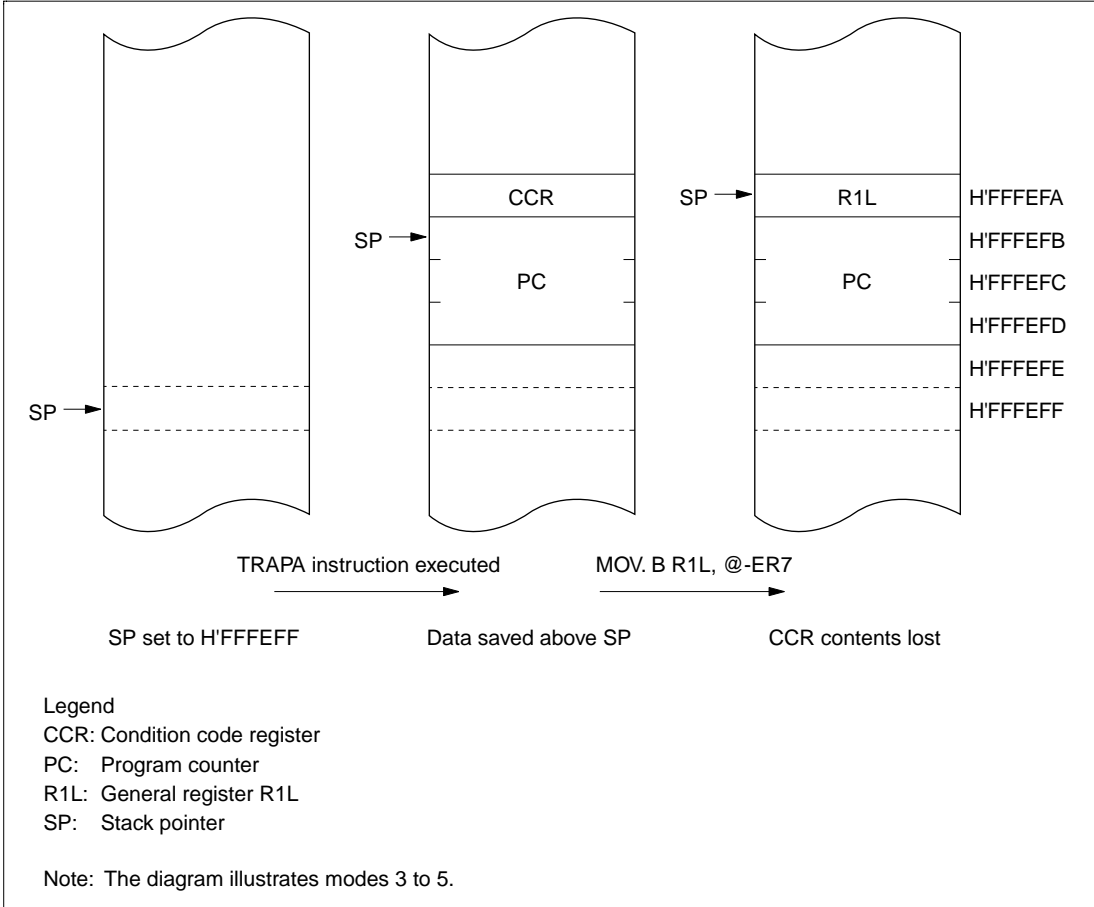 CCR
SP
R1L
H'FFFEFA
SP
H'FFFEFB
PC
PC
H'FFFEFC
H'FFFEFD
H'FFFEFE
SP
H'FFFEFF
TRAPA instruction executed
MOV. B R1L, @-ER7
SP set to H'FFFEFF
Data saved above SP
CCR contents lost
Legend
CCR: Condition code register
PC: Program counter
R1L: General register R1L
SP: Stack pointer
Note: The diagram illustrates modes 3 to 5.